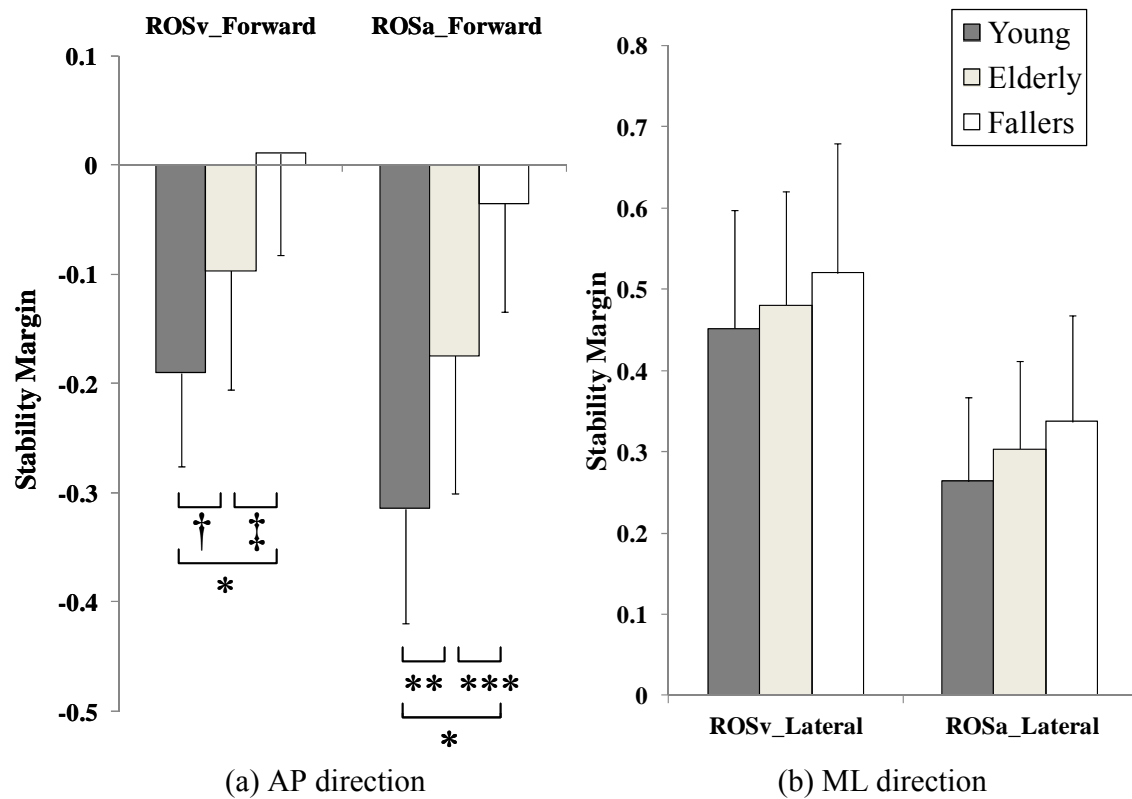 ROSv_Forward ROSa_Forward
0.1
0
-0.1
-0.2
-0.3
-0.4
-0.5
Stability Margin
† ‡
*
** ***
*
(a) AP direction
Young
Elderly
Fallers
0.8
0.7
0.6
0.5
0.4
0.3
0.2
0.1
0
Stability Margin
ROSv_Lateral ROSa_Lateral
(b) ML direction